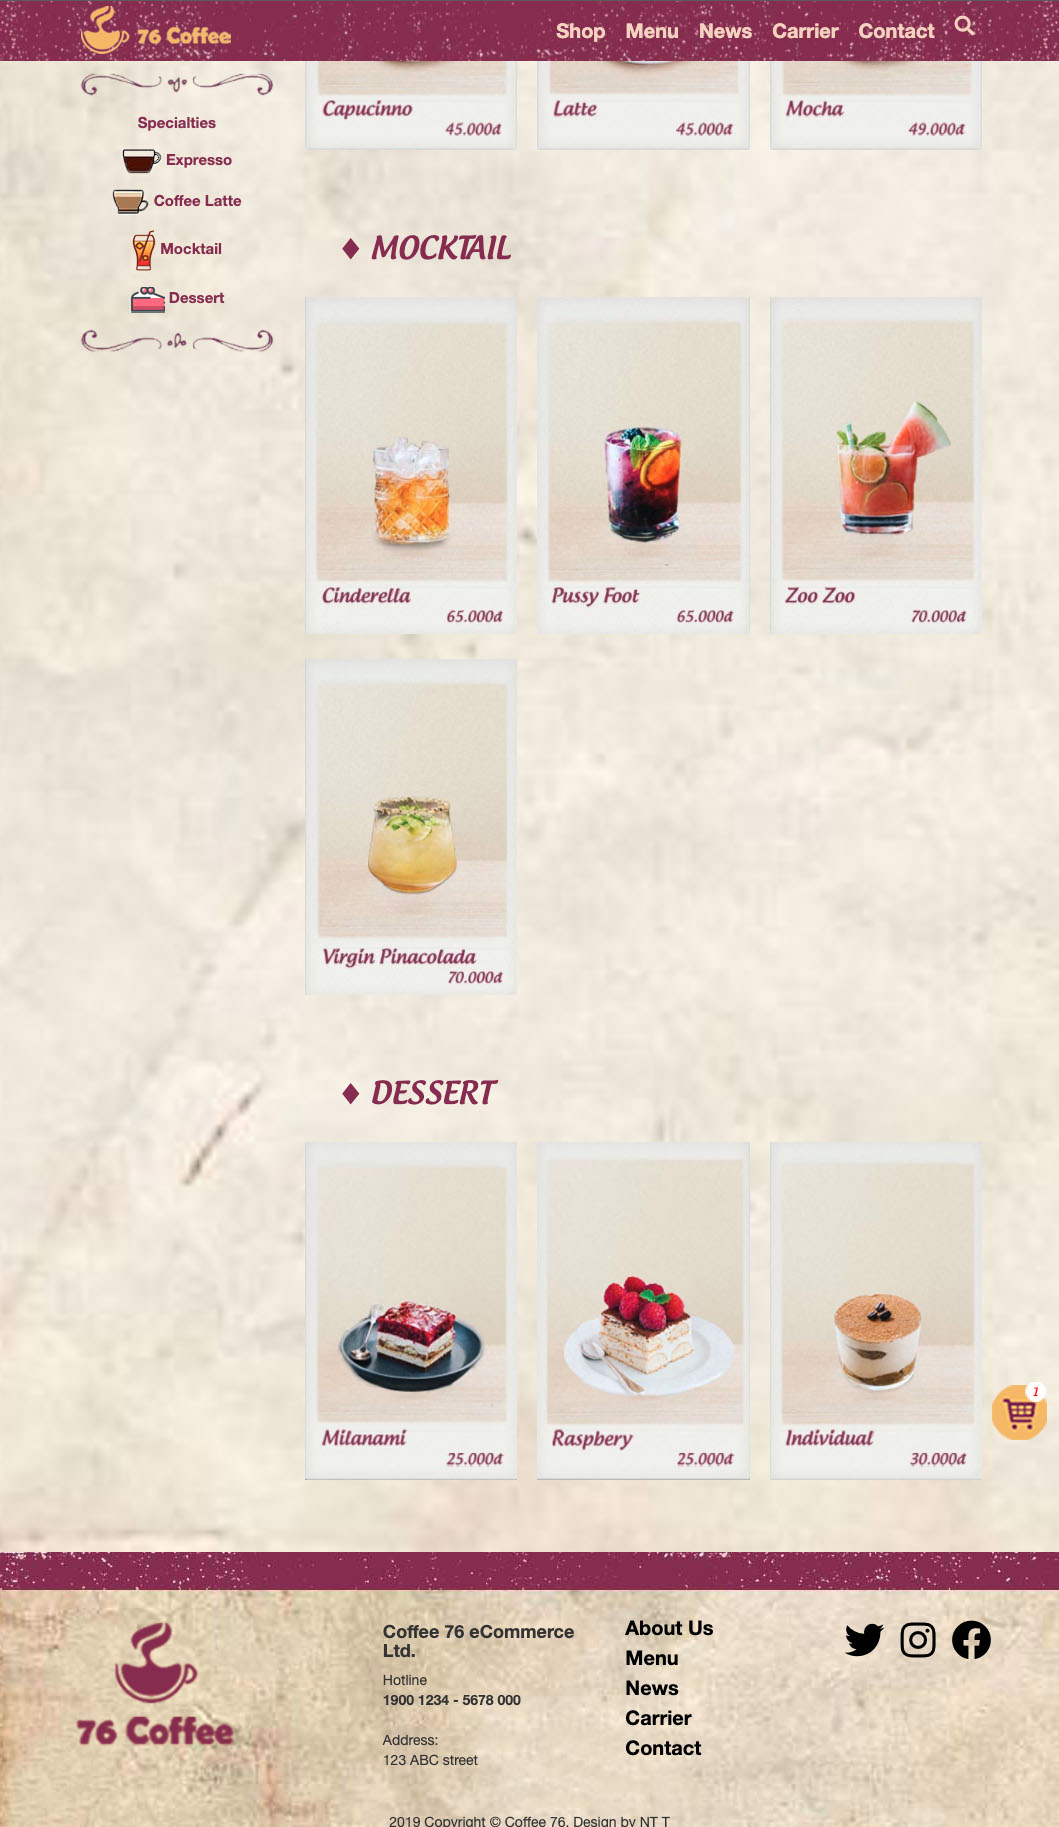 76 Coffee
Shop Menu News Carrier Contact
Specialties
Expresso
Coffee Latte
Mocktail
Dessert
Capucinno
45.000đ
Latte
45.000đ
Mocha
49.000đ
♦ MOCKTAIL
Cinderella
65.000đ
Pussy Foot
65.000đ
Zoo Zoo
70.000đ
Virgin Pinacolada
70.000đ
♦ DESSERT
Milanami
25.000đ
Raspbery
25.000đ
Individual
30.000đ
1
76 Coffee
Coffee 76 eCommerce
Ltd.
Hotline
1900 1234 - 5678 000
Address:
123 ABC street
About Us
Menu
News
Carrier
Contact
2019 Copyright © Coffee 76. Design by NT T